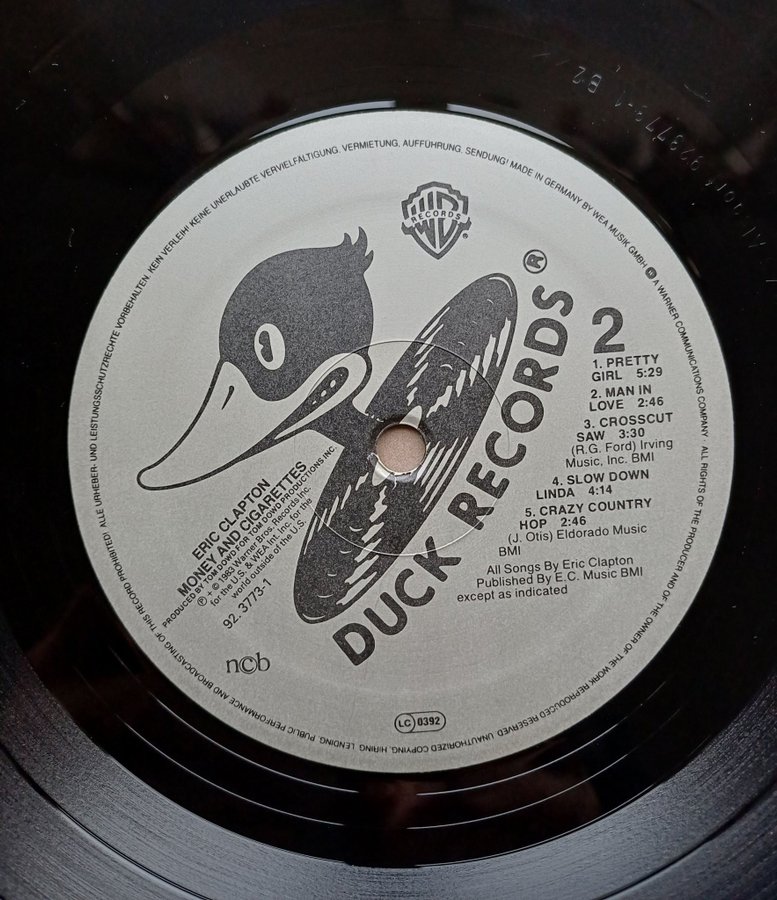 KEINE UNERLAUBTE VERVIELFÄLTIGUNG, VERMIETUNG, AUFFÜHRUNG, SENDUNG! MADE IN GERMANY BY WEA MUSIK GMBH
A WARNER COMMUNICATIONS COMPANY · ALL RIGHTS OF THE PRODUCER AND OF THE OWNER OF THE WORK REPRODUCED RESERVED. UNAUTHORIZED COPYING, HIRING, LENDING, PUBLIC PERFORMANCE AND BROADCASTING OF THIS RECORD PROHIBITED!
ALLE URHEBER- UND LEISTUNGSSCHUTZRECHTE VORBEHALTEN. KEIN VERLEIH!
RECORDS
®
DUCK RECORDS®
2
1. PRETTY
GIRL 5:29
2. MAN IN
LOVE 2:46
3. CROSSCUT
SAW 3:30
(R.G. Ford) Irving
Music, Inc. BMI
4. SLOW DOWN
LINDA 4:14
5. CRAZY COUNTRY
HOP 2:46
(J. Otis) Eldorado Music
BMI
All Songs By Eric Clapton
Published By E.C. Music BMI
except as indicated
ERIC CLAPTON
MONEY AND CIGARETTES
PRODUCED BY TOM DOWD FOR TOM DOWD PRODUCTIONS INC.
℗ + © 1983 Warner Bros. Records Inc.
for the U.S. & WEA Int. Inc. for the
world outside of the U.S.
92.3773-1
n©b
LC 0392